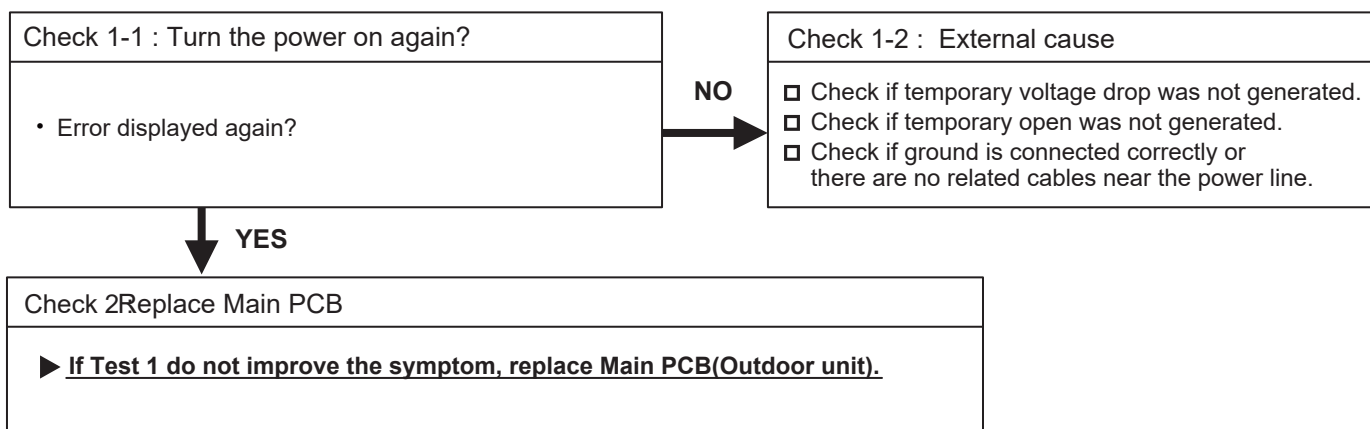 Check 1-1 : Turn the power on again?
• Error displayed again?
NO
Check 1-2 : External cause
□ Check if temporary voltage drop was not generated.
□ Check if temporary open was not generated.
□ Check if ground is connected correctly or
there are no related cables near the power line.
YES
Check 2: Replace Main PCB
▶ If Test 1 do not improve the symptom, replace Main PCB(Outdoor unit).